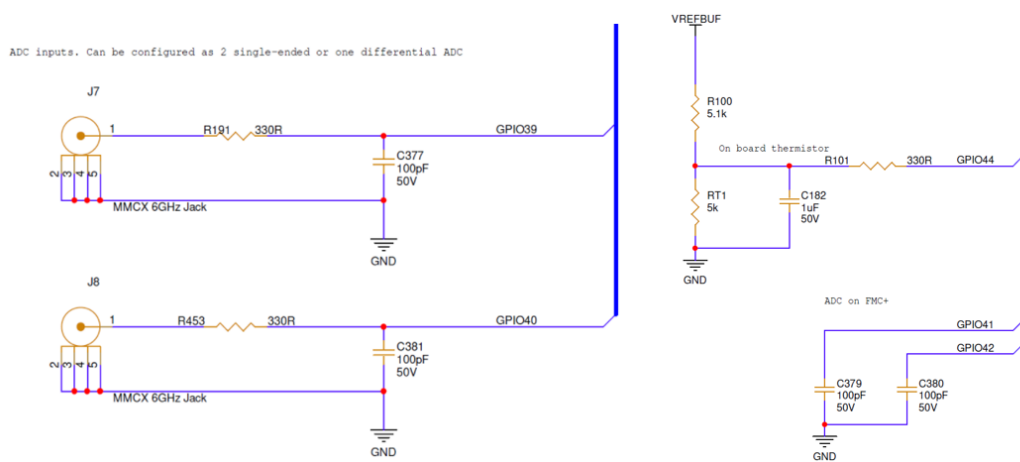 ADC inputs. Can be configured as 2 single-ended or one differential ADC
J7
1
R191 330R
GPIO39
C377
100pF
50V
2 3 4 5
MMCX 6GHz Jack
GND
J8
1
R453 330R
GPIO40
C381
100pF
50V
2 3 4 5
MMCX 6GHz Jack
GND
VREFBUF
R100
5.1k
On board thermistor
R101 330R
GPIO44
RT1
5k
C182
1uF
50V
GND
ADC on FMC+
GPIO41
GPIO42
C379
100pF
50V
C380
100pF
50V
GND